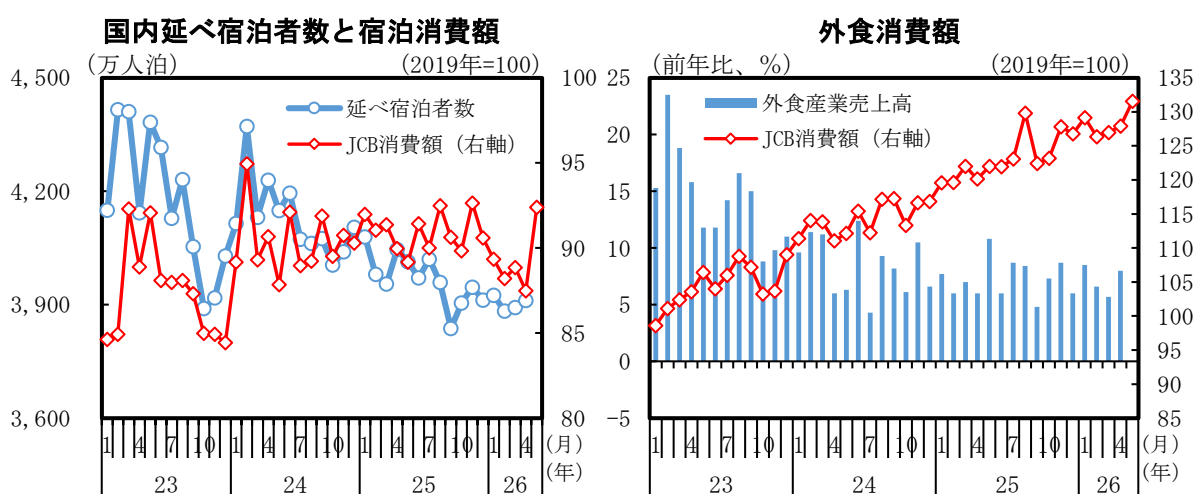 国内延べ宿泊者数と宿泊消費額
（万人泊）
（2019年=100）
4,500
4,200
3,900
3,600
100
95
90
85
80
延べ宿泊者数
JCB消費額（右軸）
1 4 7 10 1 4 7 10 1 4 7 10 1 4 （月）
23 24 25 26 （年）
外食消費額
（前年比、％）
（2019年=100）
25
20
15
10
5
0
-5
135
130
125
120
115
110
105
100
95
90
85
外食産業売上高
JCB消費額（右軸）
1 4 7 10 1 4 7 10 1 4 7 10 1 4 （月）
23 24 25 26 （年）